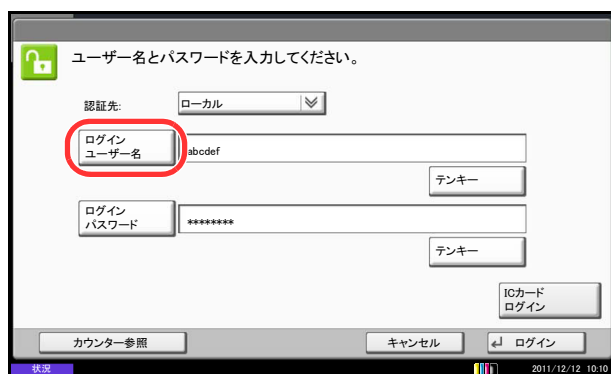 ユーザー名とパスワードを入力してください。
認証先: ローカル
ログイン
ユーザー名
abcdef
テンキー
ログイン
パスワード
********
テンキー
ICカード
ログイン
カウンター参照 キャンセル ログイン
状況 2011/12/12 10:10